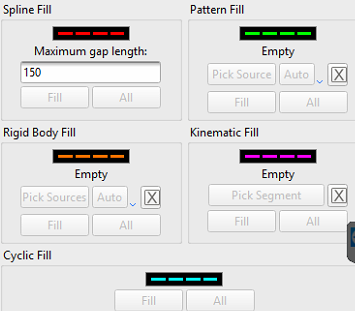 Spline Fill
Maximum gap length:
150
Fill All
Pattern Fill
Empty
Pick Source Auto X
Fill All
Rigid Body Fill
Empty
Pick Sources Auto X
Fill All
Kinematic Fill
Empty
Pick Segment X
Fill All
Cyclic Fill
Fill All